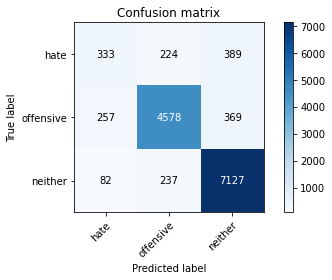 Confusion matrix
hate 333 224 389
offensive 257 4578 369
neither 82 237 7127
hate offensive neither
True label
Predicted label
7000
6000
5000
4000
3000
2000
1000